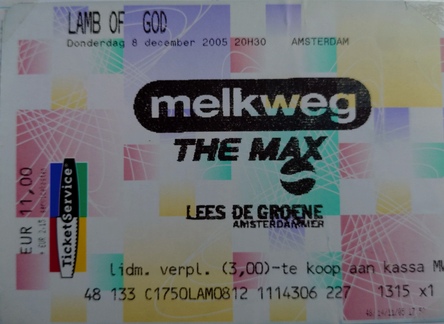 LAMB OF GOD
Donderdag 8 december 2005 20H30 AMSTERDAM
melkweg
THE MAX
LEES DE GROENE
AMSTERDAMMER
EUR 11,00
TicketService
lidm. verpl. (3,00)-te koop aan kassa MW
48 133 C1750LAM0812 1114306 227 1315 x1